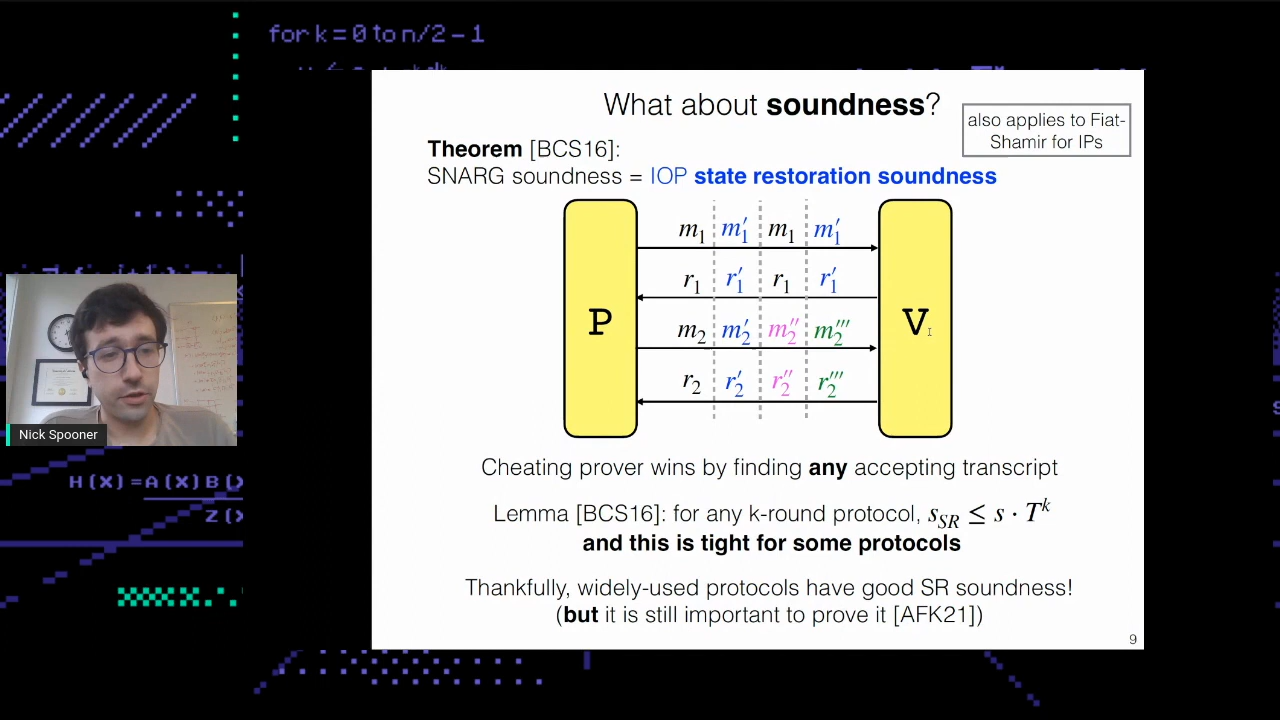 for k = 0 to n/2 - 1
What about soundness?
also applies to Fiat-
Shamir for IPs
Theorem [BCS16]:
SNARG soundness = IOP state restoration soundness
m₁ m₁′ m₁ m₁′
r₁ r₁′ r₁ r₁′
P
V
m₂ m₂′ m₂″ m₂‴
r₂ r₂′ r₂″ r₂‴
Nick Spooner
Cheating prover wins by finding any accepting transcript
H(X) = A(X)B(X
Z(X
Lemma [BCS16]: for any k-round protocol, s_SR ≤ s · T^k
and this is tight for some protocols
Thankfully, widely-used protocols have good SR soundness!
(but it is still important to prove it [AFK21])
9